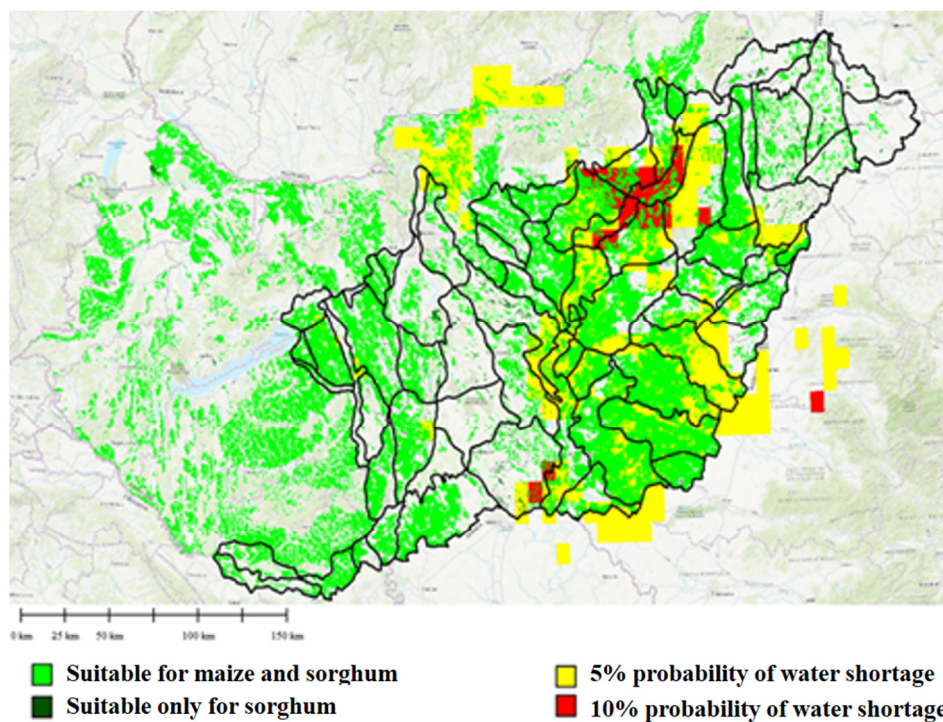 0 km 25 km 50 km 100 km 150 km
Suitable for maize and sorghum
5% probability of water shortage
Suitable only for sorghum
10% probability of water shortage